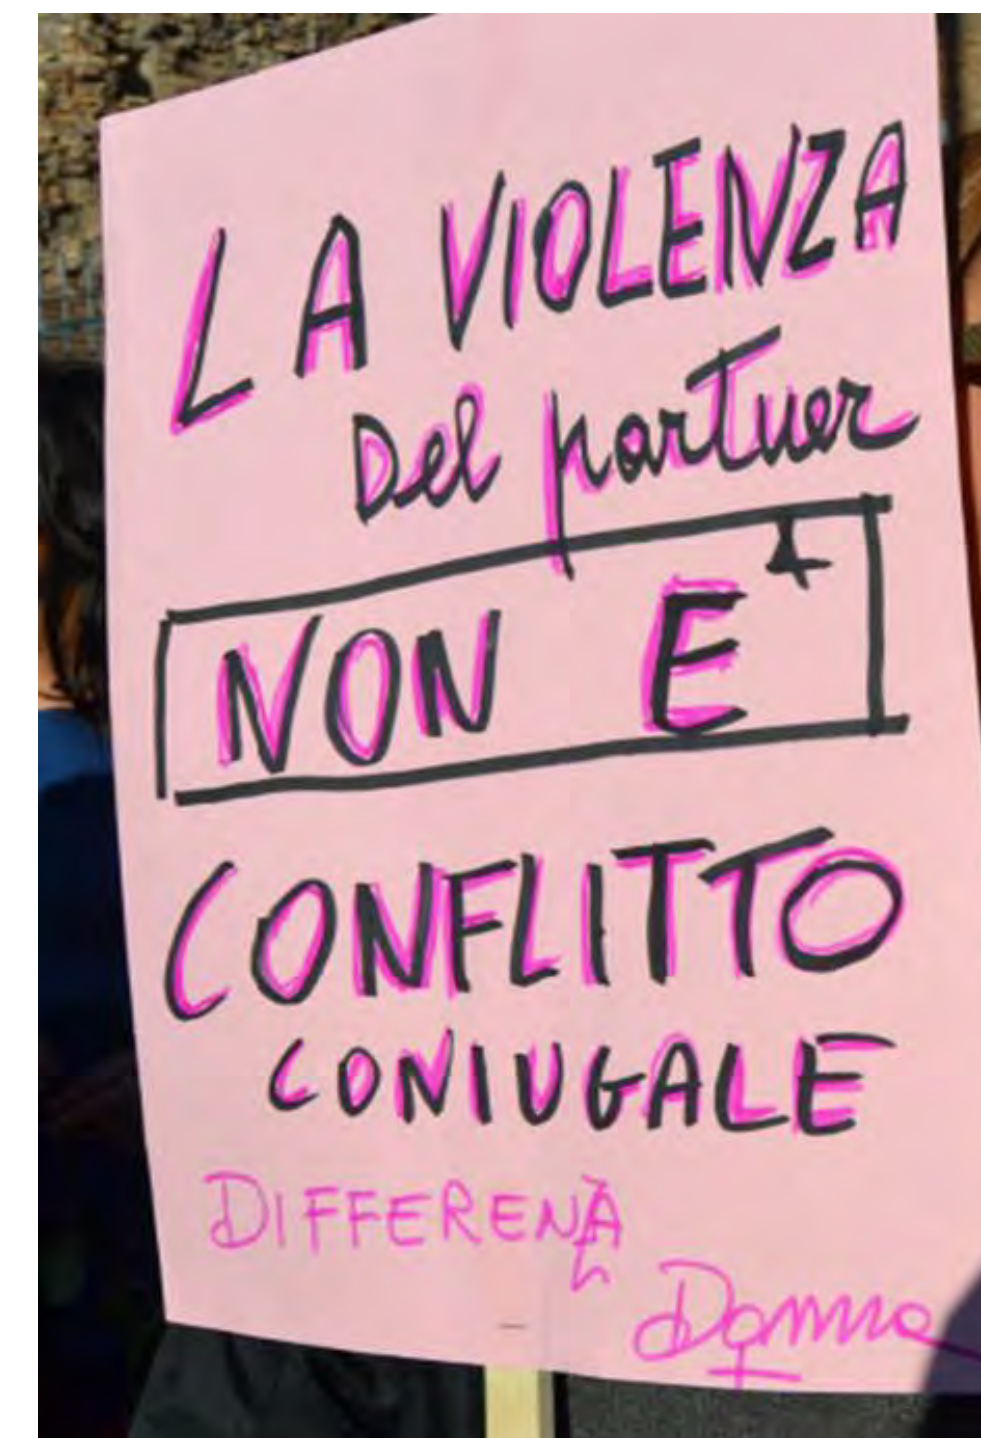 LA VIOLENZA
Del partner
NON E'
CONFLITTO
CONIUGALE
DIFFERENZA
Donna